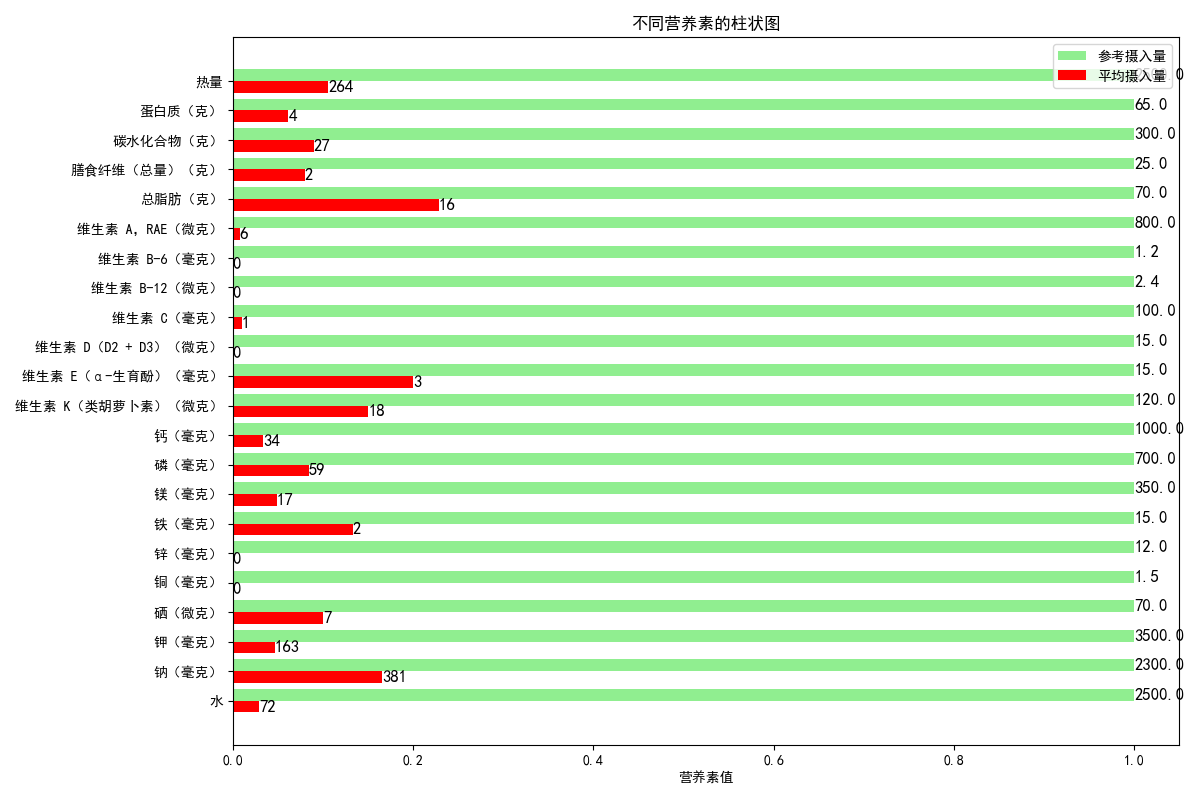 不同营养素的柱状图
参考摄入量
平均摄入量
热量
264
蛋白质（克）
65.0
4
碳水化合物（克）
300.0
27
膳食纤维（总量）（克）
25.0
2
总脂肪（克）
70.0
16
维生素 A，RAE（微克）
800.0
6
维生素 B-6（毫克）
1.2
0
维生素 B-12（微克）
2.4
0
维生素 C（毫克）
100.0
1
维生素 D（D2 + D3）（微克）
15.0
0
维生素 E（α-生育酚）（毫克）
15.0
3
维生素 K（类胡萝卜素）（微克）
120.0
18
钙（毫克）
1000.0
34
磷（毫克）
700.0
59
镁（毫克）
350.0
17
铁（毫克）
15.0
2
锌（毫克）
12.0
0
铜（毫克）
1.5
0
硒（微克）
70.0
7
钾（毫克）
3500.0
163
钠（毫克）
2300.0
381
水
2500.0
72
0.0 0.2 0.4 0.6 0.8 1.0
营养素值